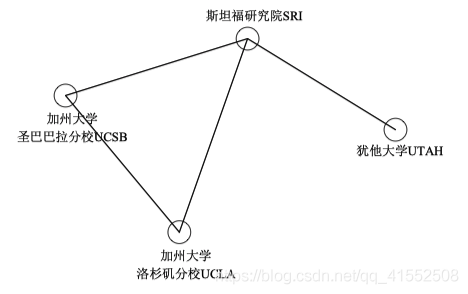 斯坦福研究院SRI
加州大学
圣巴巴拉分校UCSB
犹他大学UTAH
加州大学
洛杉矶分校UCLA
https://blog.csdn.net/qq_41552508